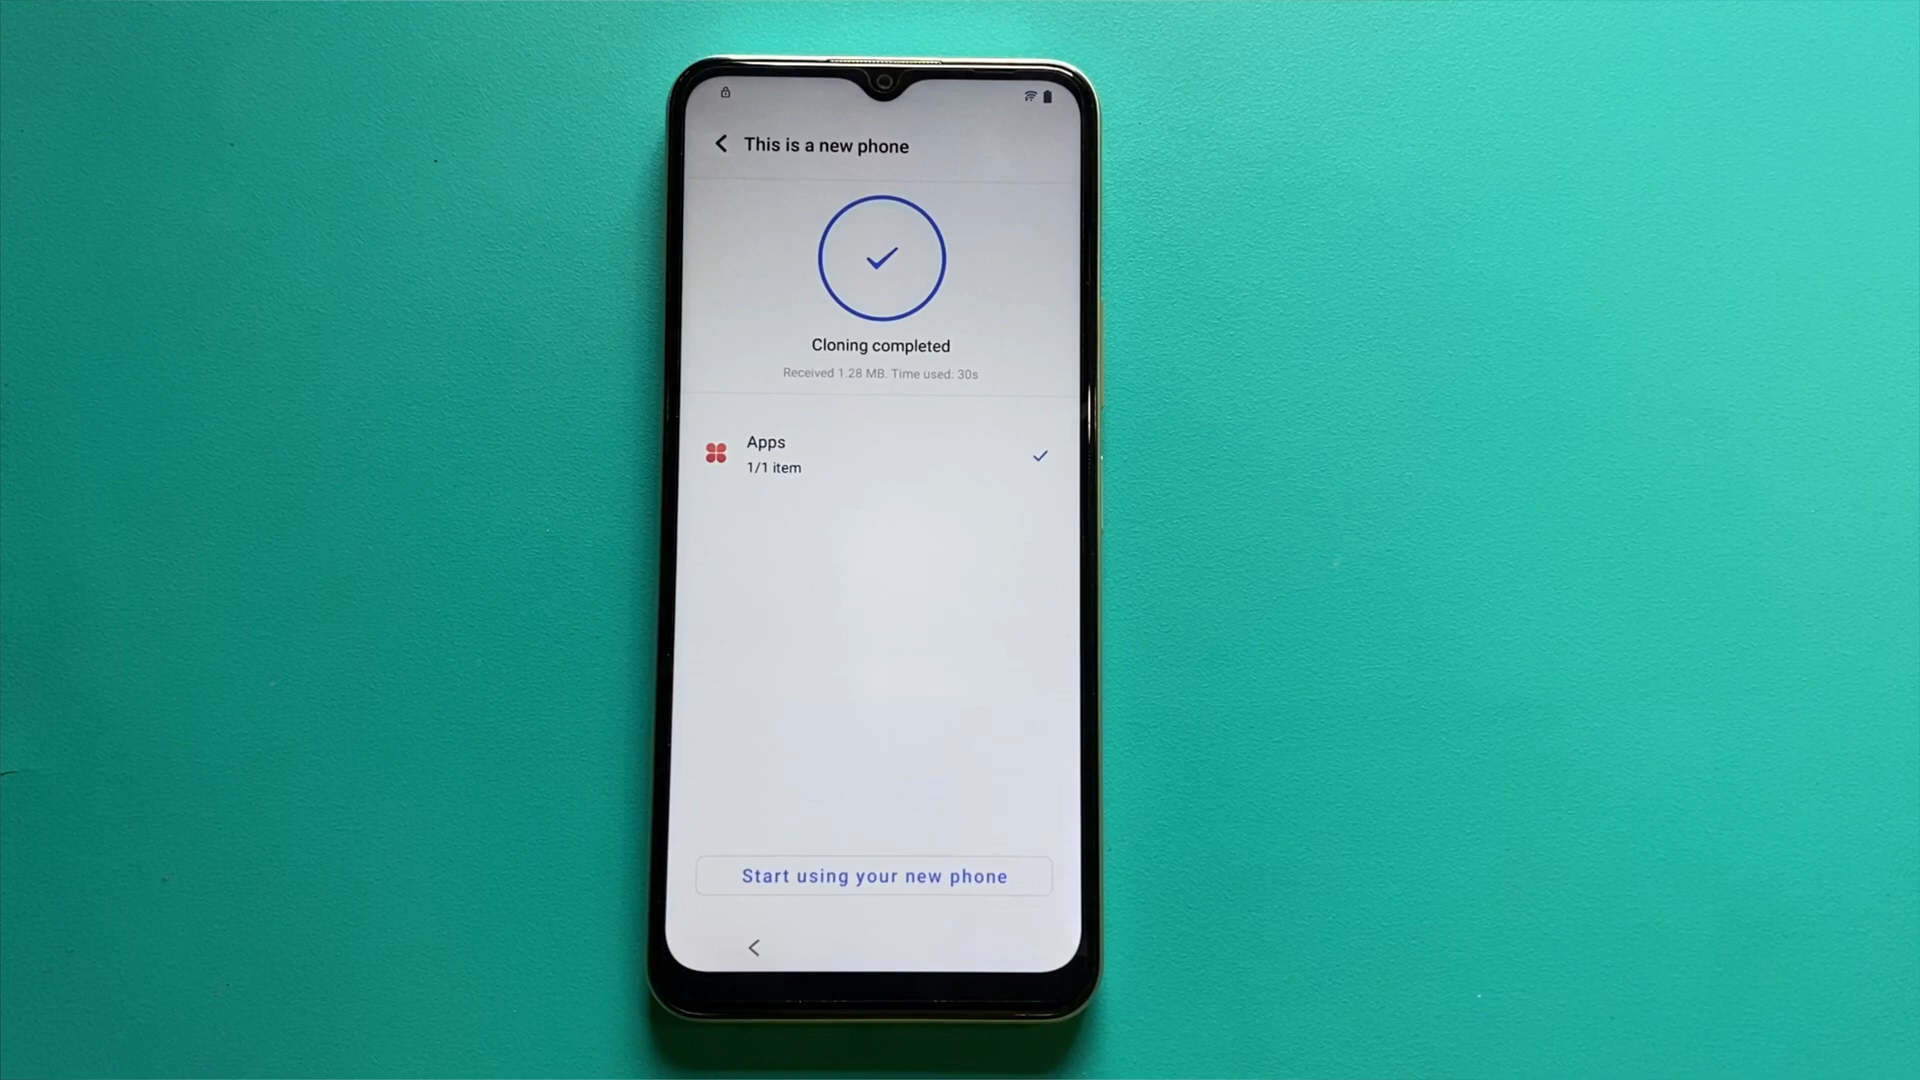 This is a new phone
Cloning completed
Received 1.28 MB. Time used: 30s
Apps
1/1 item
Start using your new phone